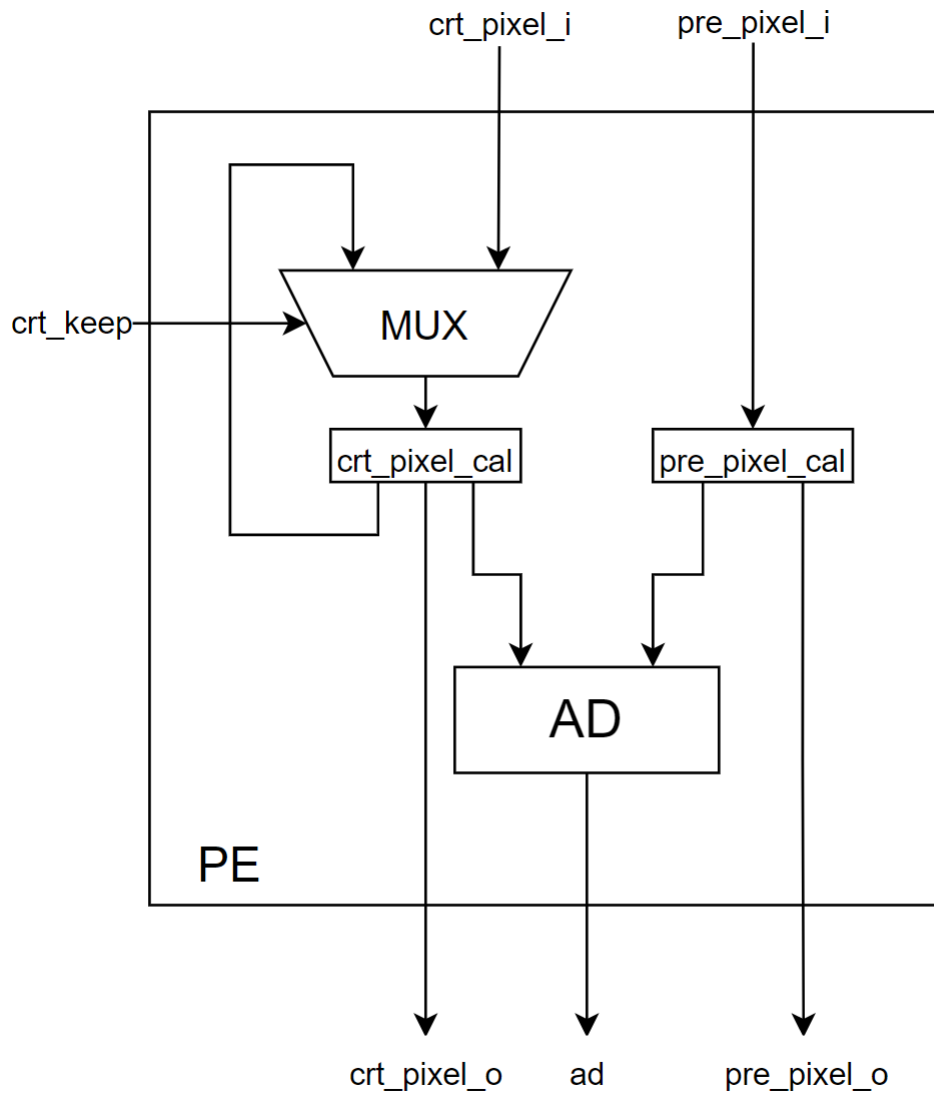 crt_pixel_i
pre_pixel_i
crt_keep
MUX
crt_pixel_cal
pre_pixel_cal
AD
PE
crt_pixel_o
ad
pre_pixel_o